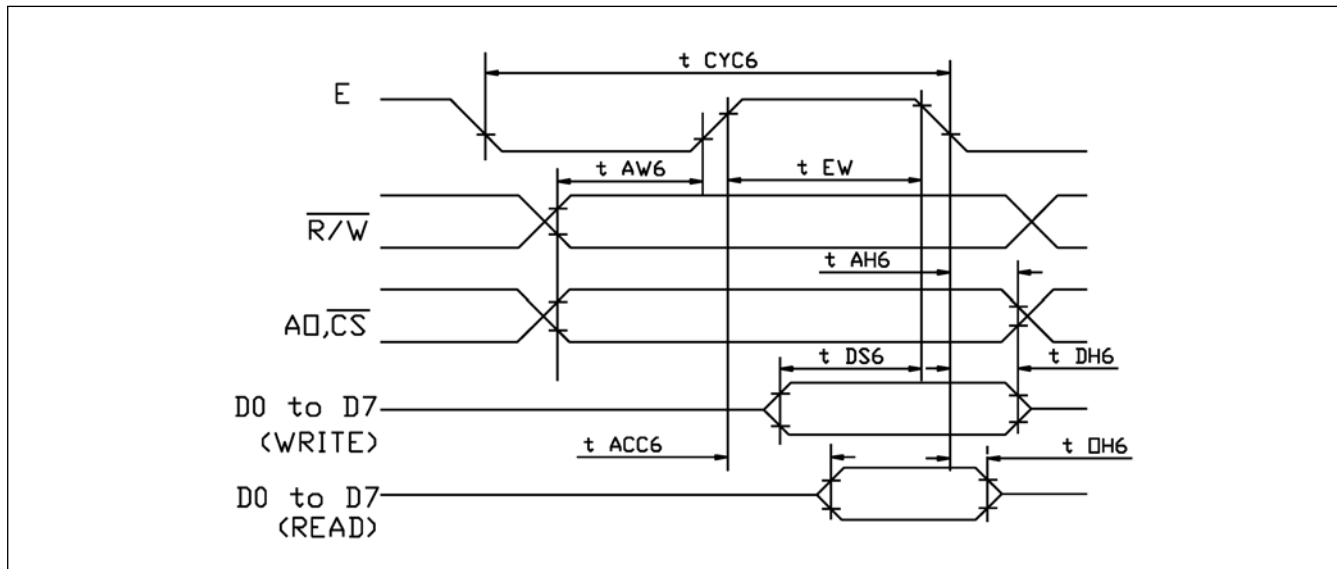 t CYC6
E
t AW6
t EW
R/W
t AH6
A0,CS
t DS6
t DH6
D0 to D7
(WRITE)
t ACC6
t OH6
D0 to D7
(READ)